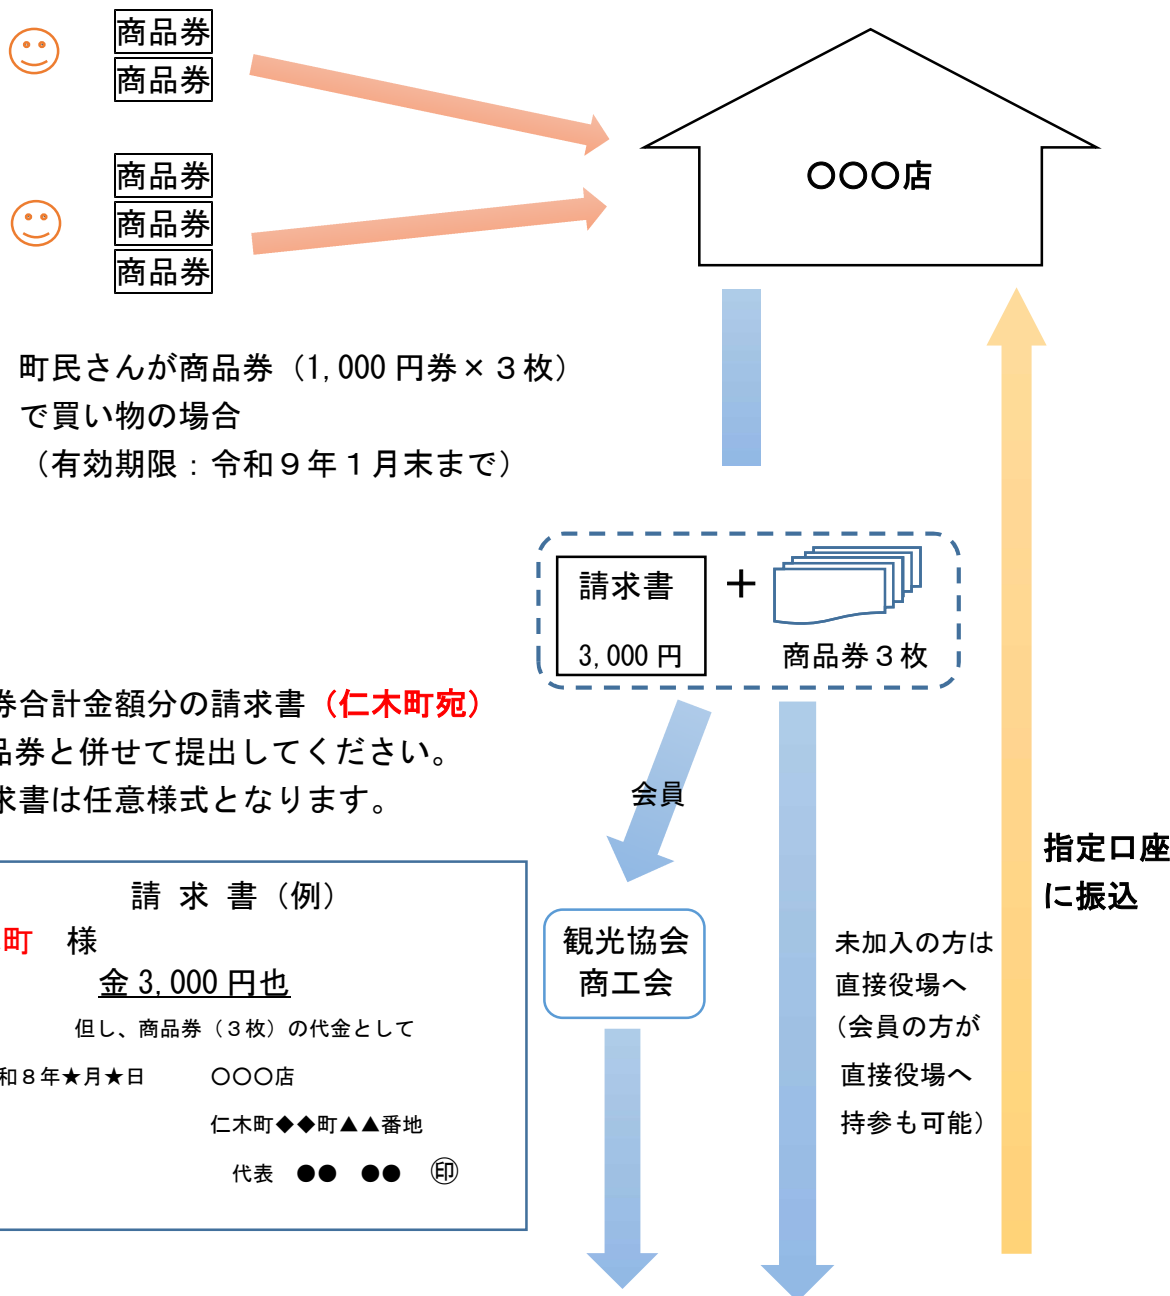 商品券
商品券
商品券
商品券
商品券
〇〇〇店
町民さんが商品券（1,000円券×３枚）
で買い物の場合
（有効期限：令和９年１月末まで）
請求書
3,000円
＋
商品券３枚
券合計金額分の請求書（仁木町宛）
品券と併せて提出してください。
求書は任意様式となります。
会員
指定口座
に振込
請 求 書（例）
町　様
金3,000円也
但し、商品券（３枚）の代金として
和８年★月★日　〇〇〇店
仁木町◆◆町▲▲番地
代表　●●　●●　㊞
観光協会
商工会
未加入の方は
直接役場へ
（会員の方が
直接役場へ
持参も可能）